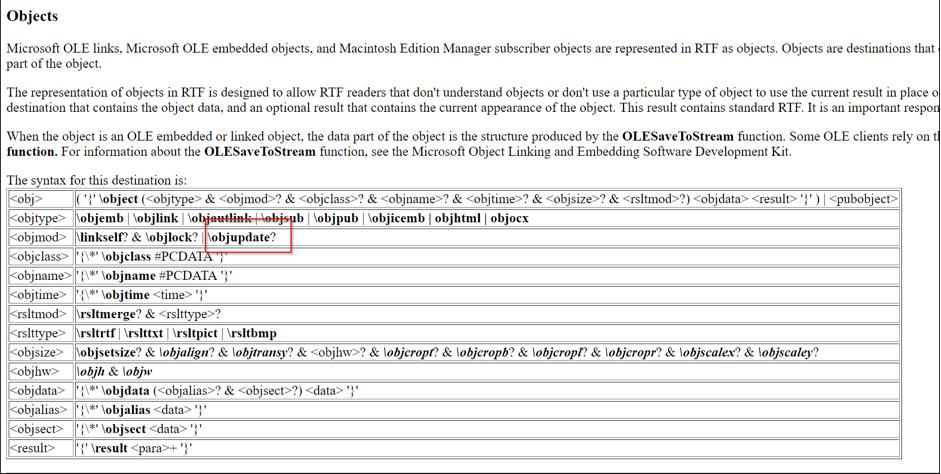 Objects
Microsoft OLE links, Microsoft OLE embedded objects, and Macintosh Edition Manager subscriber objects are represented in RTF as objects. Objects are destinations that
part of the object.
The representation of objects in RTF is designed to allow RTF readers that don't understand objects or don't use a particular type of object to use the current result in place o
destination that contains the object data, and an optional result that contains the current appearance of the object. This result contains standard RTF. It is an important respon
When the object is an OLE embedded or linked object, the data part of the object is the structure produced by the OLESaveToStream function. Some OLE clients rely on t
function. For information about the OLESaveToStream function, see the Microsoft Object Linking and Embedding Software Development Kit.
The syntax for this destination is:
<obj> ( '{' \object (<objtype> & <objmod>? & <objclass>? & <objname>? & <objtime>? & <objsize>? & <rsltmod>?) <objdata> <result> '}' ) | <pubobject>
<objtype> \objemb | \objlink | \objautlink | \objsub | \objpub | \objicemb | objhtml | objocx
<objmod> \linkself? & \objlock? | \objupdate?
<objclass> '{\*' \objclass #PCDATA '}'
<objname> '{\*' \objname #PCDATA '}'
<objtime> '{\*' \objtime <time> '}'
<rsltmod> \rsltmerge? & <rslttype>?
<rslttype> \rsltrtf | \rslttxt | \rsltpict | \rsltbmp
<objsize> \objsetsize? & \objalign? & \objtransy? & <objhw>? & \objcropt? & \objcropb? & \objcropl? & \objcropr? & \objscalex? & \objscaley?
<objhw> \objh & \objw
<objdata> '{\*' \objdata (<objalias>? & <objsect>?) <data> '}'
<objalias> '{\*' \objalias <data> '}'
<objsect> '{\*' \objsect <data> '}'
<result> '{' \result <para>+ '}'